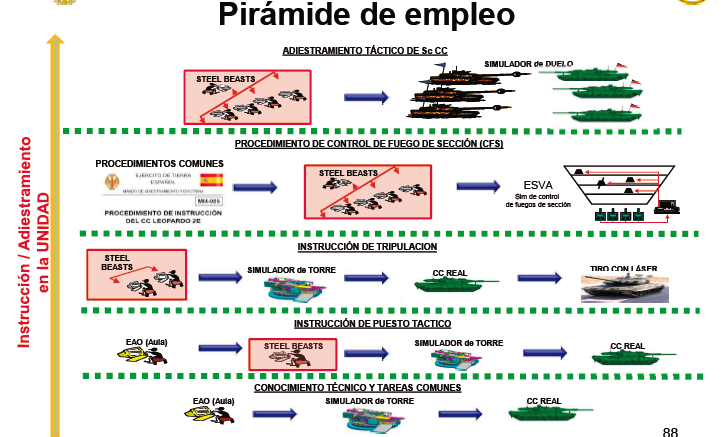 Pirámide de empleo
Instrucción / Adiestramiento
en la UNIDAD
ADIESTRAMIENTO TÁCTICO DE Sc CC
STEEL BEASTS
SIMULADOR de DUELO
PROCEDIMIENTO DE CONTROL DE FUEGO DE SECCIÓN (CFS)
PROCEDIMIENTOS COMUNES
EJERCITO DE TIERRA
ESPAÑOL
MANDO DE ADIESTRAMIENTO Y DOCTRINA
MI4-005
PROCEDIMIENTO DE INSTRUCCIÓN
DEL CC LEOPARDO 2E
STEEL BEASTS
ESVA
Sim de control
de fuegos de sección
INSTRUCCIÓN DE TRIPULACION
STEEL
BEASTS
SIMULADOR de TORRE
CC REAL
TIRO CON LÁSER
INSTRUCCIÓN DE PUESTO TACTICO
EAO (Aula)
STEEL BEASTS
SIMULADOR de TORRE
CC REAL
CONOCIMIENTO TÉCNICO Y TAREAS COMUNES
EAO (Aula)
SIMULADOR de TORRE
CC REAL
88